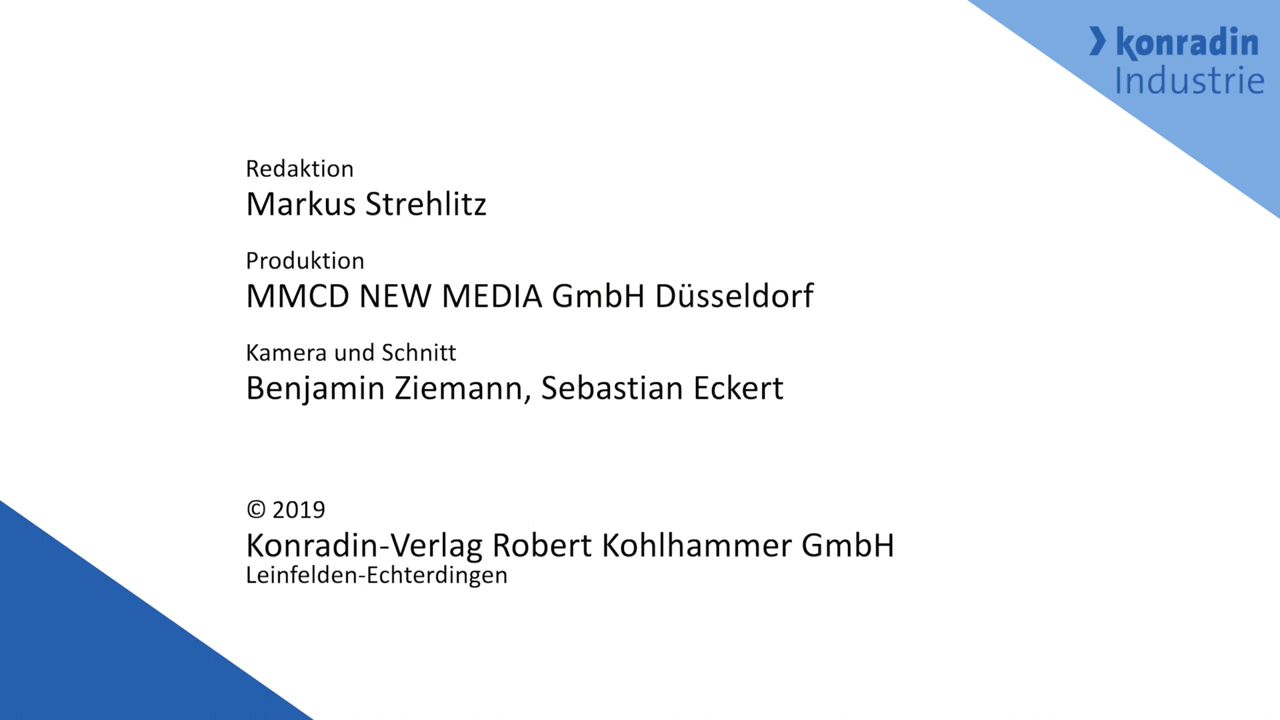 konradin
Industrie
Redaktion
Markus Strehlitz
Produktion
MMCD NEW MEDIA GmbH Düsseldorf
Kamera und Schnitt
Benjamin Ziemann, Sebastian Eckert
© 2019
Konradin-Verlag Robert Kohlhammer GmbH
Leinfelden-Echterdingen